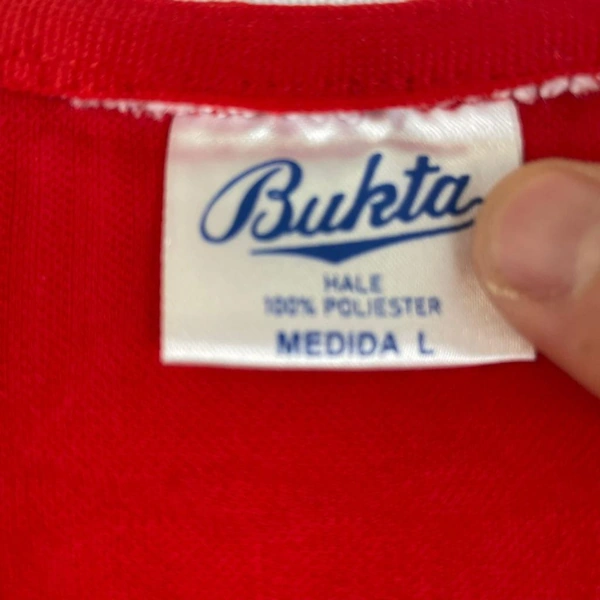 Bukta
HALE
100% POLIESTER
MEDIDA L